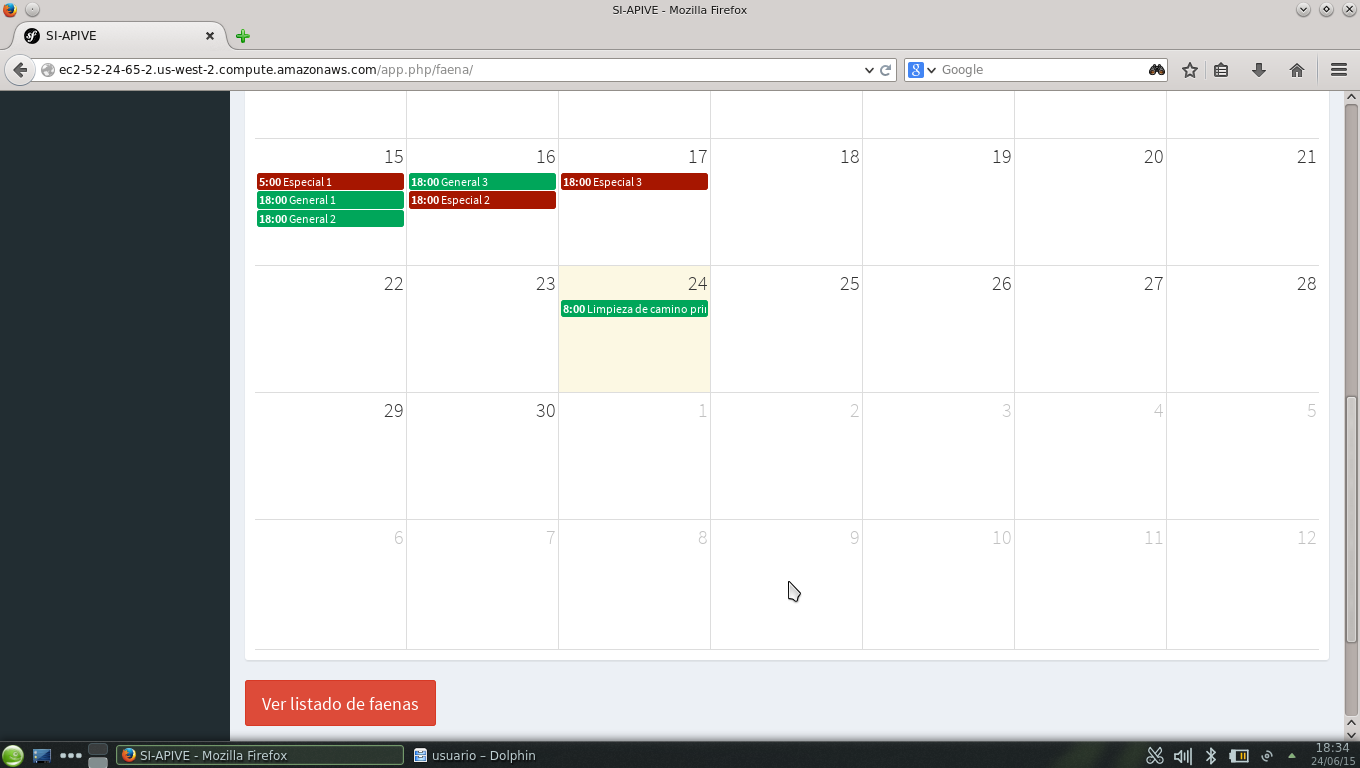 SI-APIVE - Mozilla Firefox
SI-APIVE
ec2-52-24-65-2.us-west-2.compute.amazonaws.com/app.php/faena/
Google
15 16 17 18 19 20 21
5:00 Especial 1 18:00 General 3 18:00 Especial 3
18:00 General 1 18:00 Especial 2
18:00 General 2
22 23 24 25 26 27 28
8:00 Limpieza de camino pri
29 30 1 2 3 4 5
6 7 8 9 10 11 12
Ver listado de faenas
SI-APIVE - Mozilla Firefox usuario – Dolphin 18:34
24/06/15